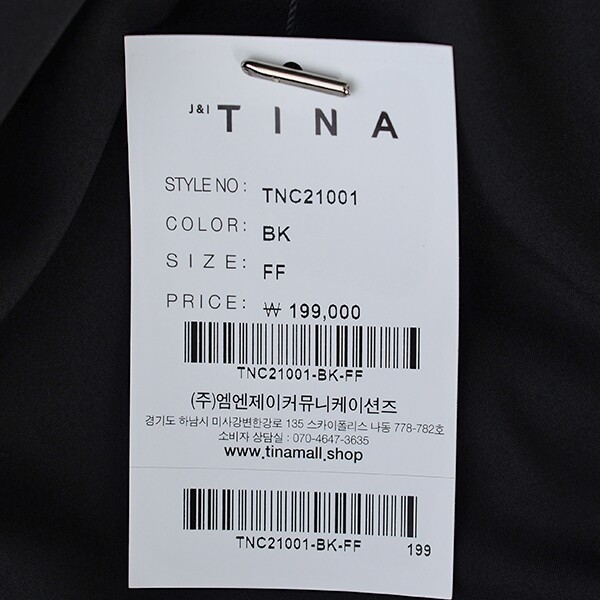 J&I TINA
STYLE NO : TNC21001
COLOR: BK
SIZE: FF
PRICE: ₩ 199,000
TNC21001-BK-FF
(주)엠엔제이커뮤니케이션즈
경기도 하남시 미사강변한강로 135 스카이폴리스 나동 778-782호
소비자 상담실 : 070-4647-3635
www.tinamall.shop
TNC21001-BK-FF 199